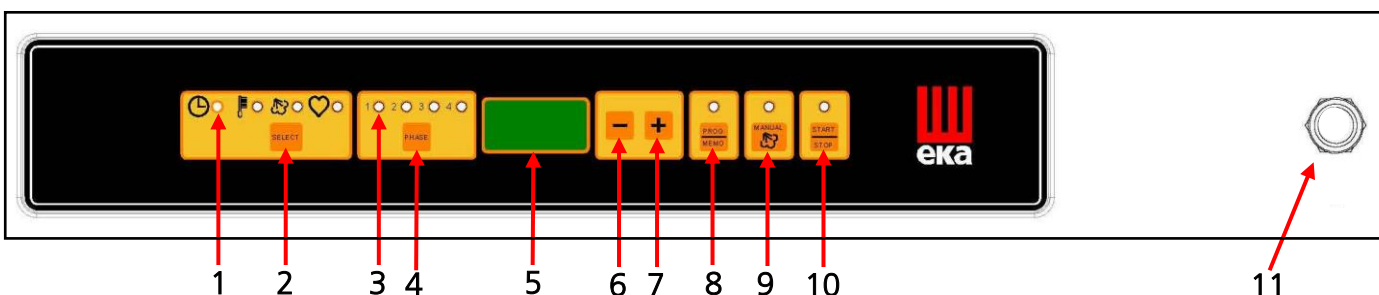 1 2 3 4
SELECT
PHASE
− +
PROG
MEMO
MANUAL
START
STOP
eka
1 2 3 4 5 6 7 8 9 10 11